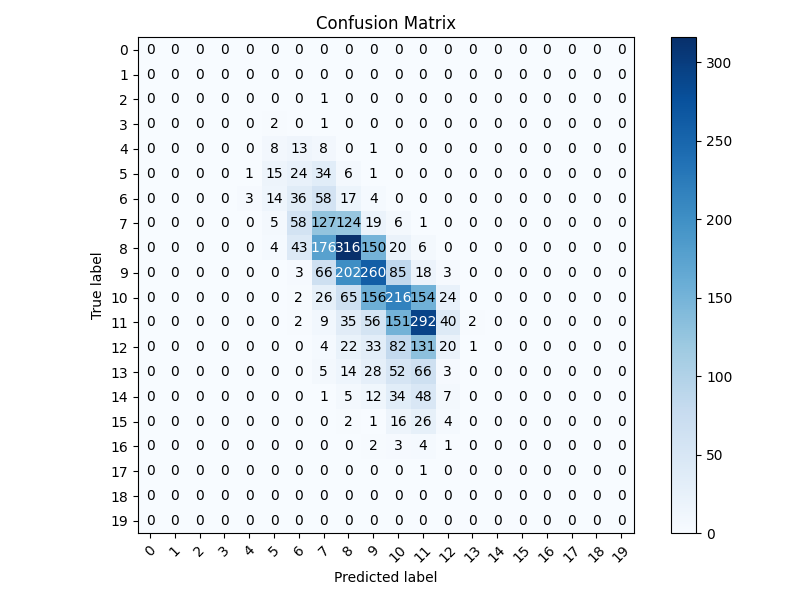 Confusion Matrix
0 0 0 0 0 0 0 0 0 0 0 0 0 0 0 0 0 0 0 0 0
1 0 0 0 0 0 0 0 0 0 0 0 0 0 0 0 0 0 0 0 0
2 0 0 0 0 0 0 0 1 0 0 0 0 0 0 0 0 0 0 0 0
3 0 0 0 0 0 2 0 1 0 0 0 0 0 0 0 0 0 0 0 0
4 0 0 0 0 0 8 13 8 0 1 0 0 0 0 0 0 0 0 0 0
5 0 0 0 0 1 15 24 34 6 1 0 0 0 0 0 0 0 0 0 0
6 0 0 0 0 3 14 36 58 17 4 0 0 0 0 0 0 0 0 0 0
7 0 0 0 0 0 5 58 127 124 19 6 1 0 0 0 0 0 0 0 0
8 0 0 0 0 0 4 43 176 316 150 20 6 0 0 0 0 0 0 0 0
9 0 0 0 0 0 0 3 66 202 260 85 18 3 0 0 0 0 0 0 0
10 0 0 0 0 0 0 2 26 65 156 216 154 24 0 0 0 0 0 0 0
11 0 0 0 0 0 0 2 9 35 56 151 292 40 2 0 0 0 0 0 0
12 0 0 0 0 0 0 0 4 22 33 82 131 20 1 0 0 0 0 0 0
13 0 0 0 0 0 0 0 5 14 28 52 66 3 0 0 0 0 0 0 0
14 0 0 0 0 0 0 0 1 5 12 34 48 7 0 0 0 0 0 0 0
15 0 0 0 0 0 0 0 0 2 1 16 26 4 0 0 0 0 0 0 0
16 0 0 0 0 0 0 0 0 0 2 3 4 1 0 0 0 0 0 0 0
17 0 0 0 0 0 0 0 0 0 0 0 1 0 0 0 0 0 0 0 0
18 0 0 0 0 0 0 0 0 0 0 0 0 0 0 0 0 0 0 0 0
19 0 0 0 0 0 0 0 0 0 0 0 0 0 0 0 0 0 0 0 0
0 1 2 3 4 5 6 7 8 9 10 11 12 13 14 15 16 17 18 19
Predicted label
True label
300
250
200
150
100
50
0